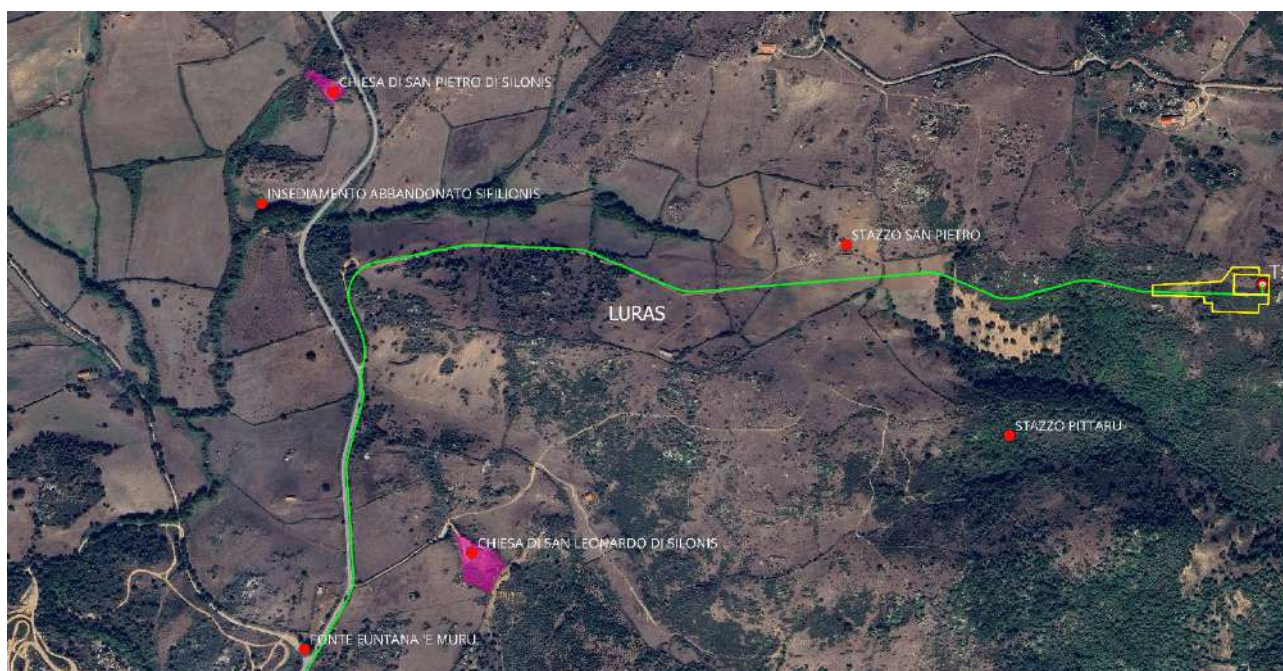 CHIESA DI SAN PIETRO DI SILONIS
INSEDIAMENTO ABBANDONATO SIFILIONIS
STAZZO SAN PIETRO
LURAS
STAZZO PITTARU
CHIESA DI SAN LEONARDO DI SILONIS
FONTE FUNTANA 'E MURU